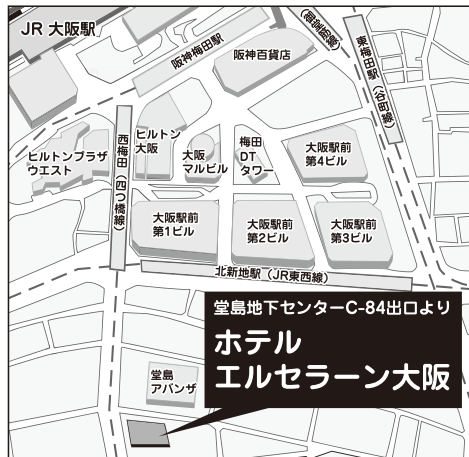 JR 大阪駅
阪神梅田駅
阪神百貨店
(御堂筋線)
東梅田駅(谷町線)
西梅田(四つ橋線)
ヒルトンプラザ
ウエスト
ヒルトン
大阪
大阪
マルビル
梅田
DT
タワー
大阪駅前
第4ビル
大阪駅前
第1ビル
大阪駅前
第2ビル
大阪駅前
第3ビル
北新地駅(JR東西線)
堂島地下センターC-84出口より
ホテル
エルセラーン大阪
堂島
アバンザ